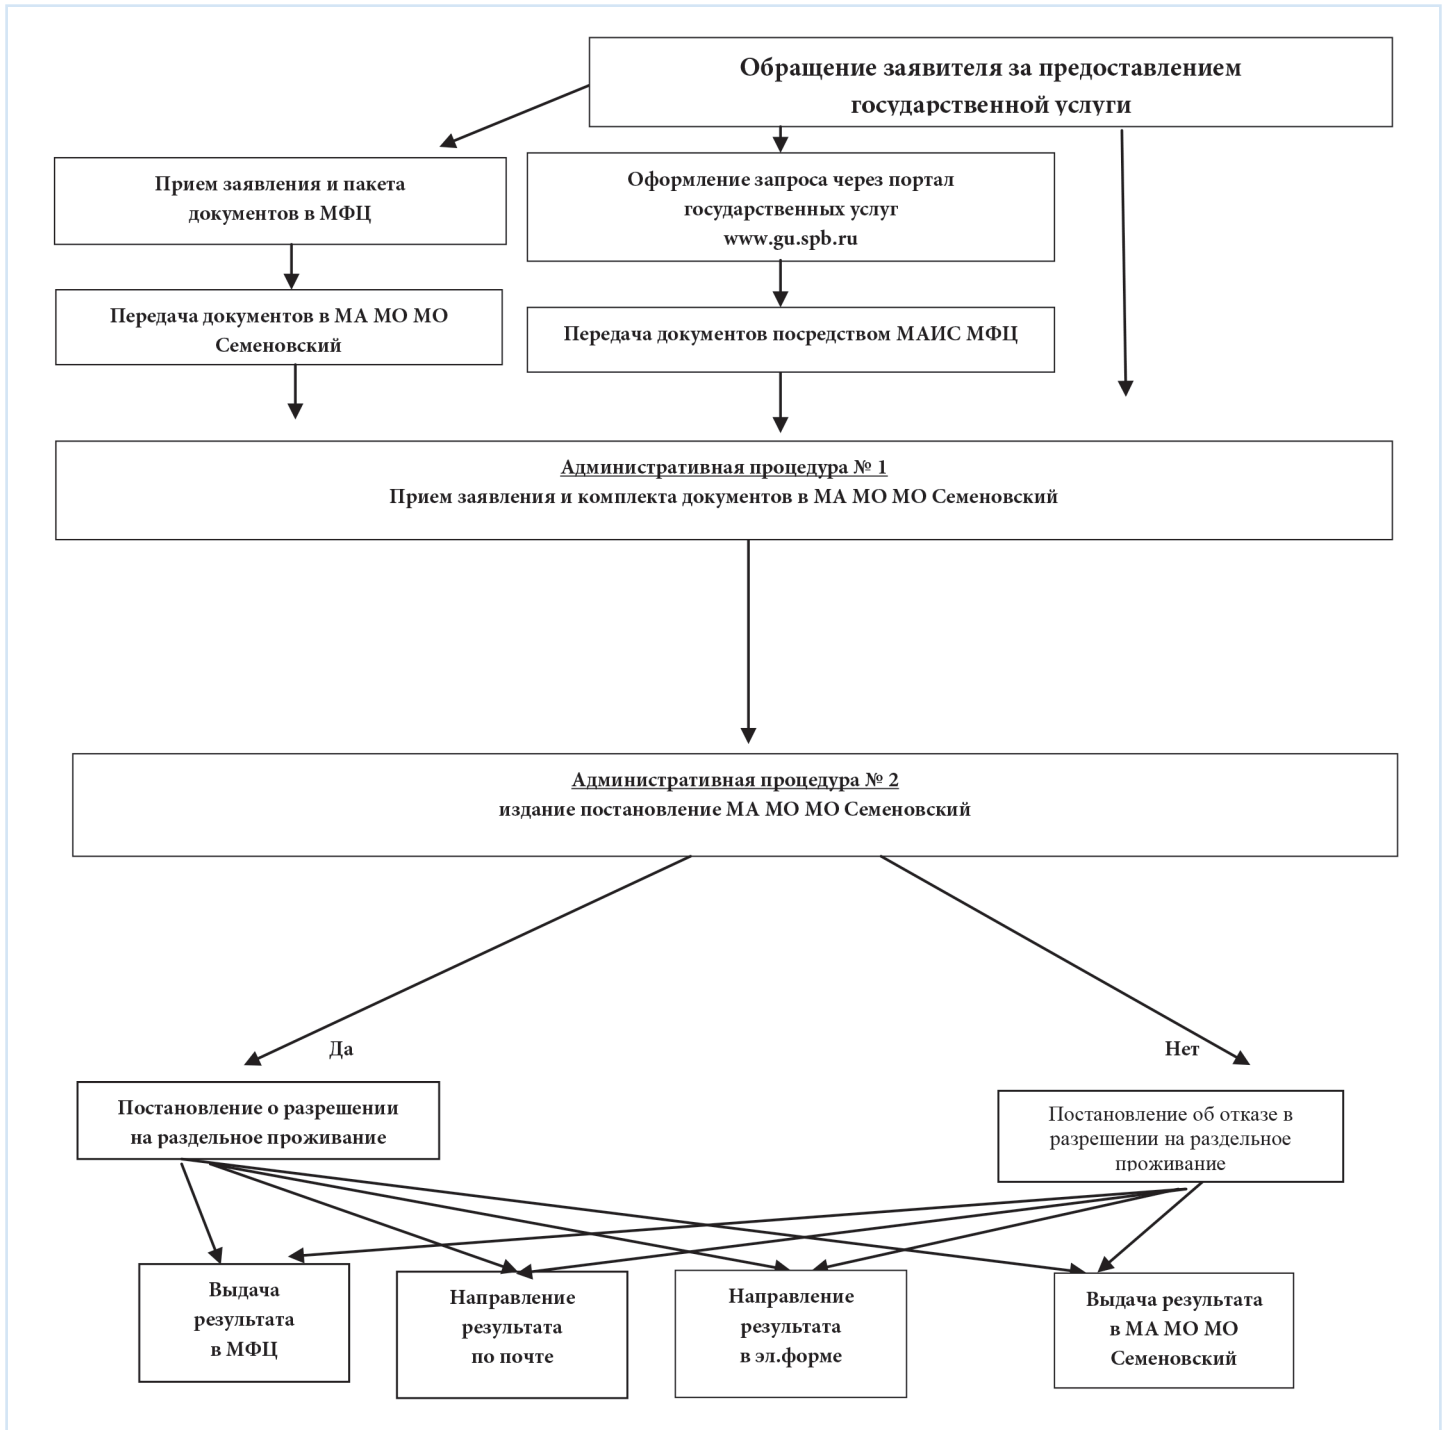 Обращение заявителя за предоставлением
государственной услуги
Прием заявления и пакета
документов в МФЦ
Оформление запроса через портал
государственных услуг
www.gu.spb.ru
Передача документов в МА МО МО
Семеновский
Передача документов посредством МАИС МФЦ
Административная процедура № 1
Прием заявления и комплекта документов в МА МО МО Семеновский
Административная процедура № 2
издание постановление МА МО МО Семеновский
Да
Нет
Постановление о разрешении
на раздельное проживание
Постановление об отказе в
разрешении на раздельное
проживание
Выдача
результата
в МФЦ
Направление
результата
по почте
Направление
результата
в эл.форме
Выдача результата
в МА МО МО
Семеновский